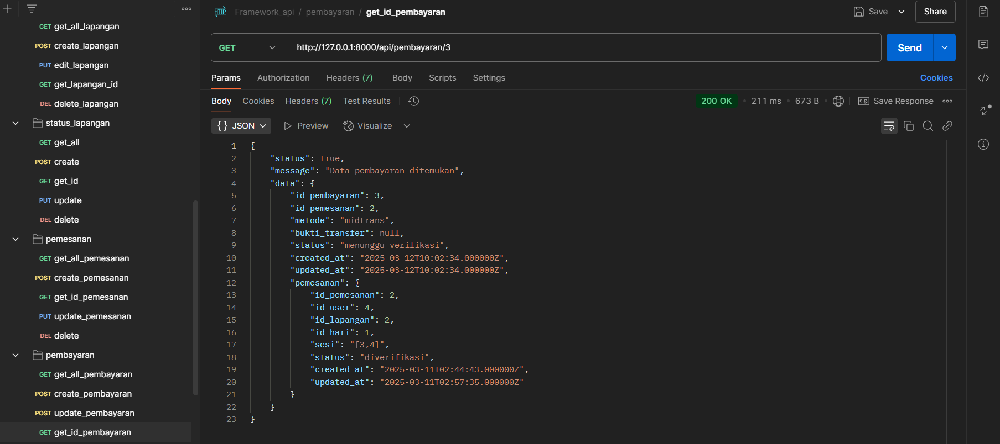 GET get_all_lapangan
POST create_lapangan
PUT edit_lapangan
GET get_lapangan_id
DEL delete_lapangan
status_lapangan
GET get_all
POST create
GET get_id
PUT update
DEL delete
pemesanan
GET get_all_pemesanan
POST create_pemesanan
GET get_id_pemesanan
PUT update_pemesanan
DEL delete
pembayaran
GET get_all_pembayaran
POST create_pembayaran
POST update_pembayaran
GET get_id_pembayaran
HTTP Framework_api / pembayaran / get_id_pembayaran
Save
Share
GET http://127.0.0.1:8000/api/pembayaran/3
Send
Params Authorization Headers (7) Body Scripts Settings
Cookies
Body Cookies Headers (7) Test Results
200 OK • 211 ms • 673 B • e.g. Save Response
{} JSON Preview Visualize
1 {
2 "status": true,
3 "message": "Data pembayaran ditemukan",
4 "data": {
5 "id_pembayaran": 3,
6 "id_pemesanan": 2,
7 "metode": "midtrans",
8 "bukti_transfer": null,
9 "status": "menunggu verifikasi",
10 "created_at": "2025-03-12T10:02:34.000000Z",
11 "updated_at": "2025-03-12T10:02:34.000000Z",
12 "pemesanan": {
13 "id_pemesanan": 2,
14 "id_user": 4,
15 "id_lapangan": 2,
16 "id_hari": 1,
17 "sesi": "[3,4]",
18 "status": "diverifikasi",
19 "created_at": "2025-03-11T02:44:43.000000Z",
20 "updated_at": "2025-03-11T02:57:35.000000Z"
21 }
22 }
23 }